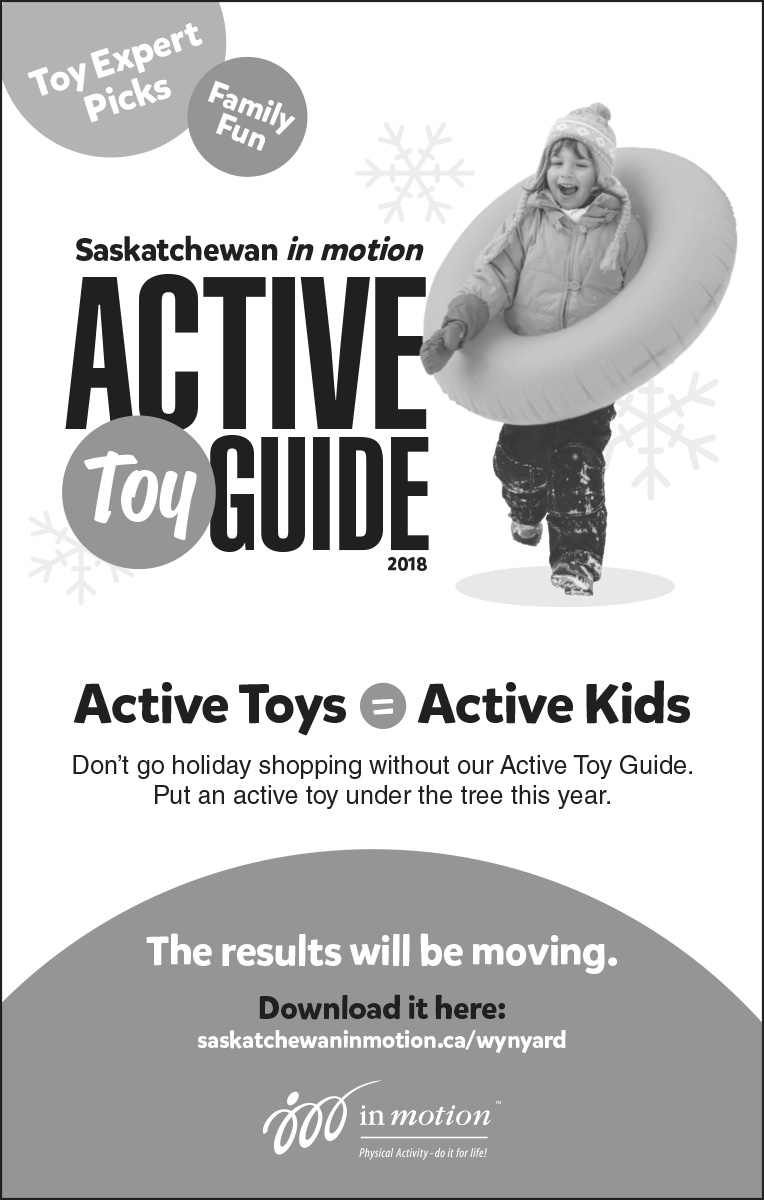 Toy Expert
Picks
Family
Fun
Saskatchewan in motion
ACTIVE
Toy GUIDE
2018
Active Toys = Active Kids
Don't go holiday shopping without our Active Toy Guide.
Put an active toy under the tree this year.
The results will be moving.
Download it here:
saskatchewaninmotion.ca/wynyard
in motion™
Physical Activity - do it for life!